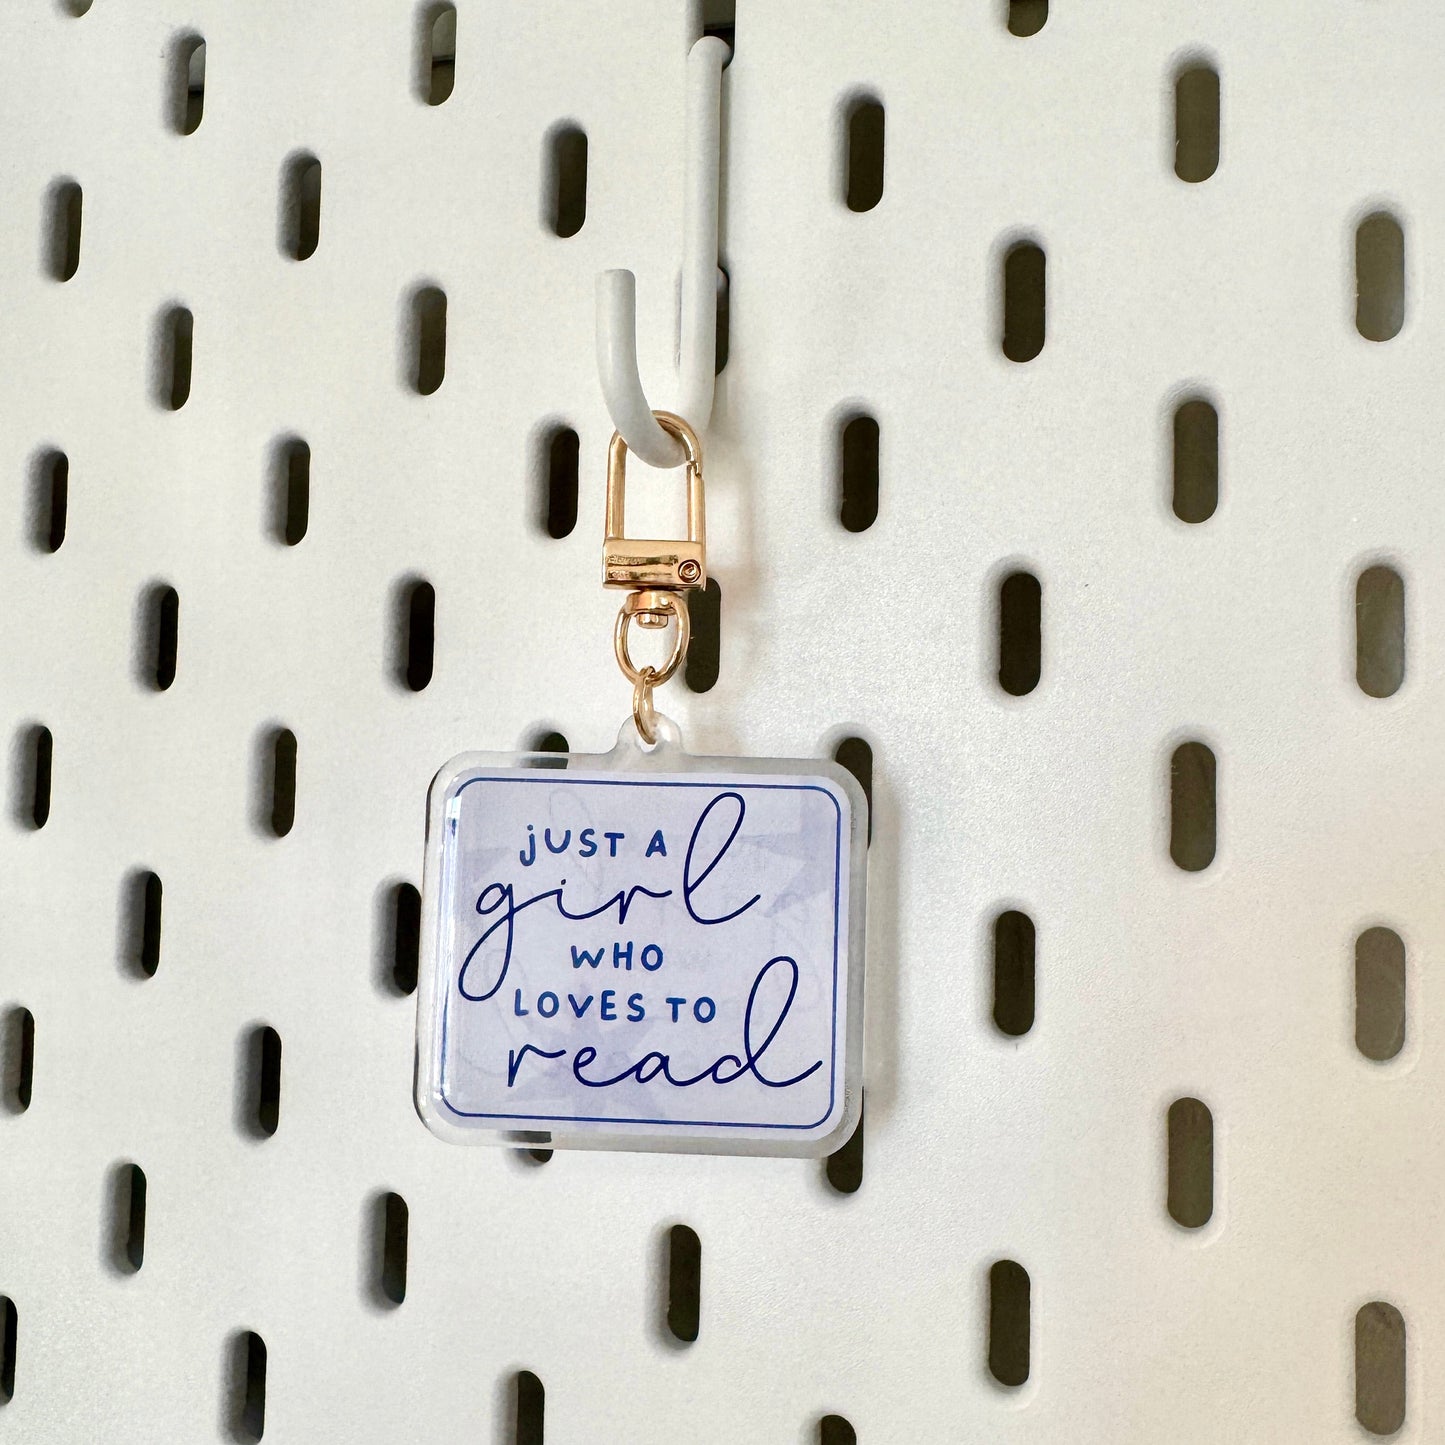 jUST A
girl
WHO
LOVES TO
read